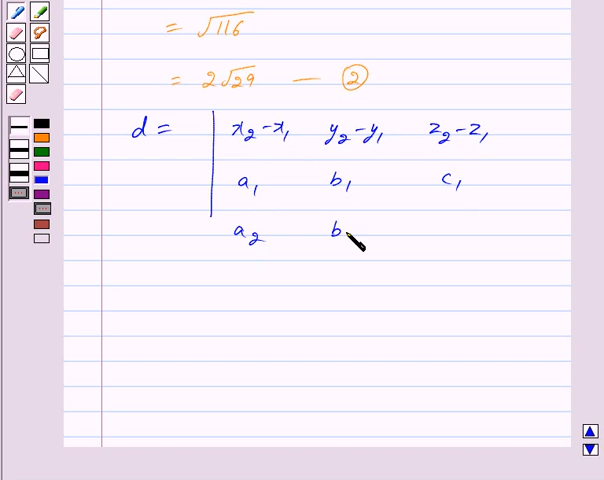 = √116
= 2√29 — ②
d = | x₂-x₁ y₂-y₁ z₂-z₁
a₁ b₁ c₁
a₂ b